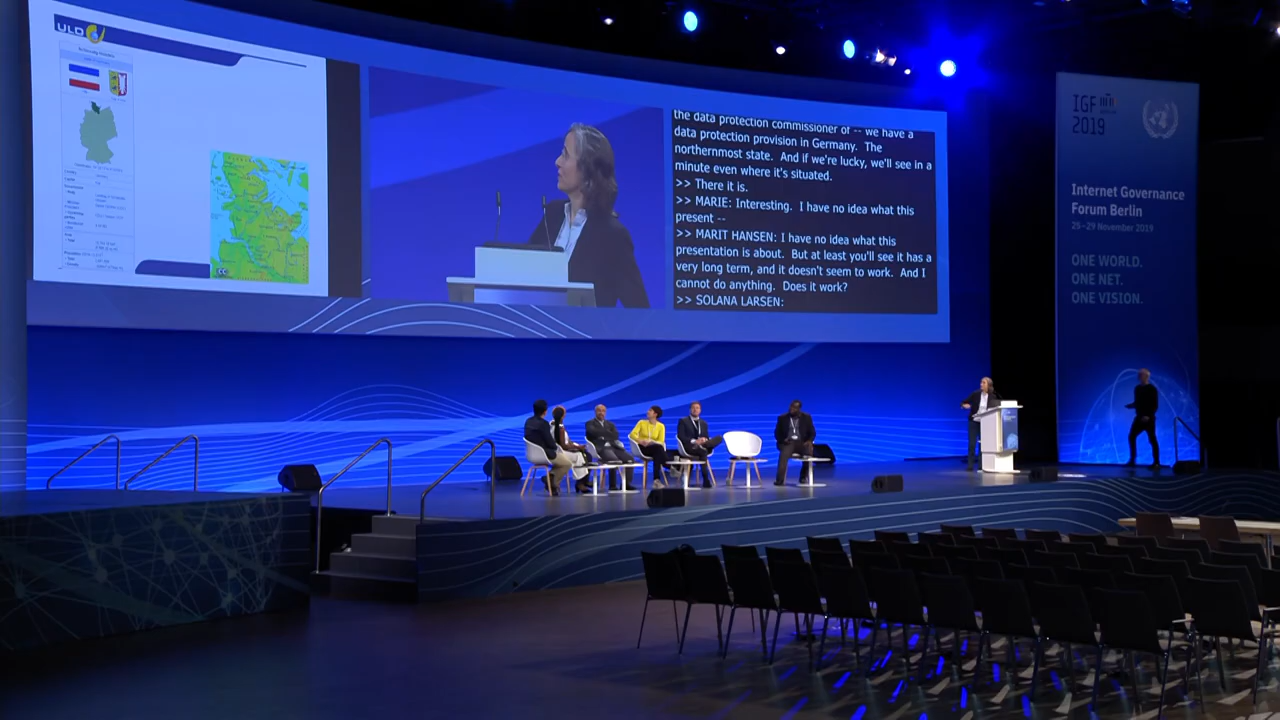 ULD
the data protection commissioner of -- we have a
data protection provision in Germany. The
northernmost state. And if we're lucky, we'll see in a
minute even where it's situated.
>> There it is.
>> MARIE: Interesting. I have no idea what this
present --
>> MARIT HANSEN: I have no idea what this
presentation is about. But at least you'll see it has a
very long term, and it doesn't seem to work. And I
cannot do anything. Does it work?
>> SOLANA LARSEN:
IGF
2019
Internet Governance
Forum Berlin
25–29 November 2019
ONE WORLD.
ONE NET.
ONE VISION.